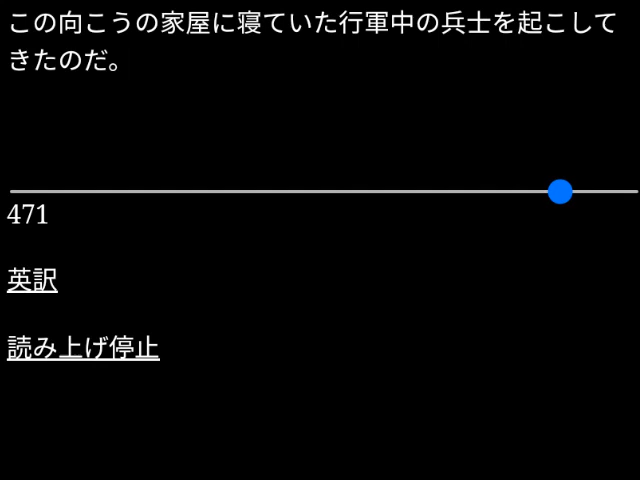 この向こうの家屋に寝ていた行軍中の兵士を起こして
きたのだ。
471
英訳
読み上げ停止